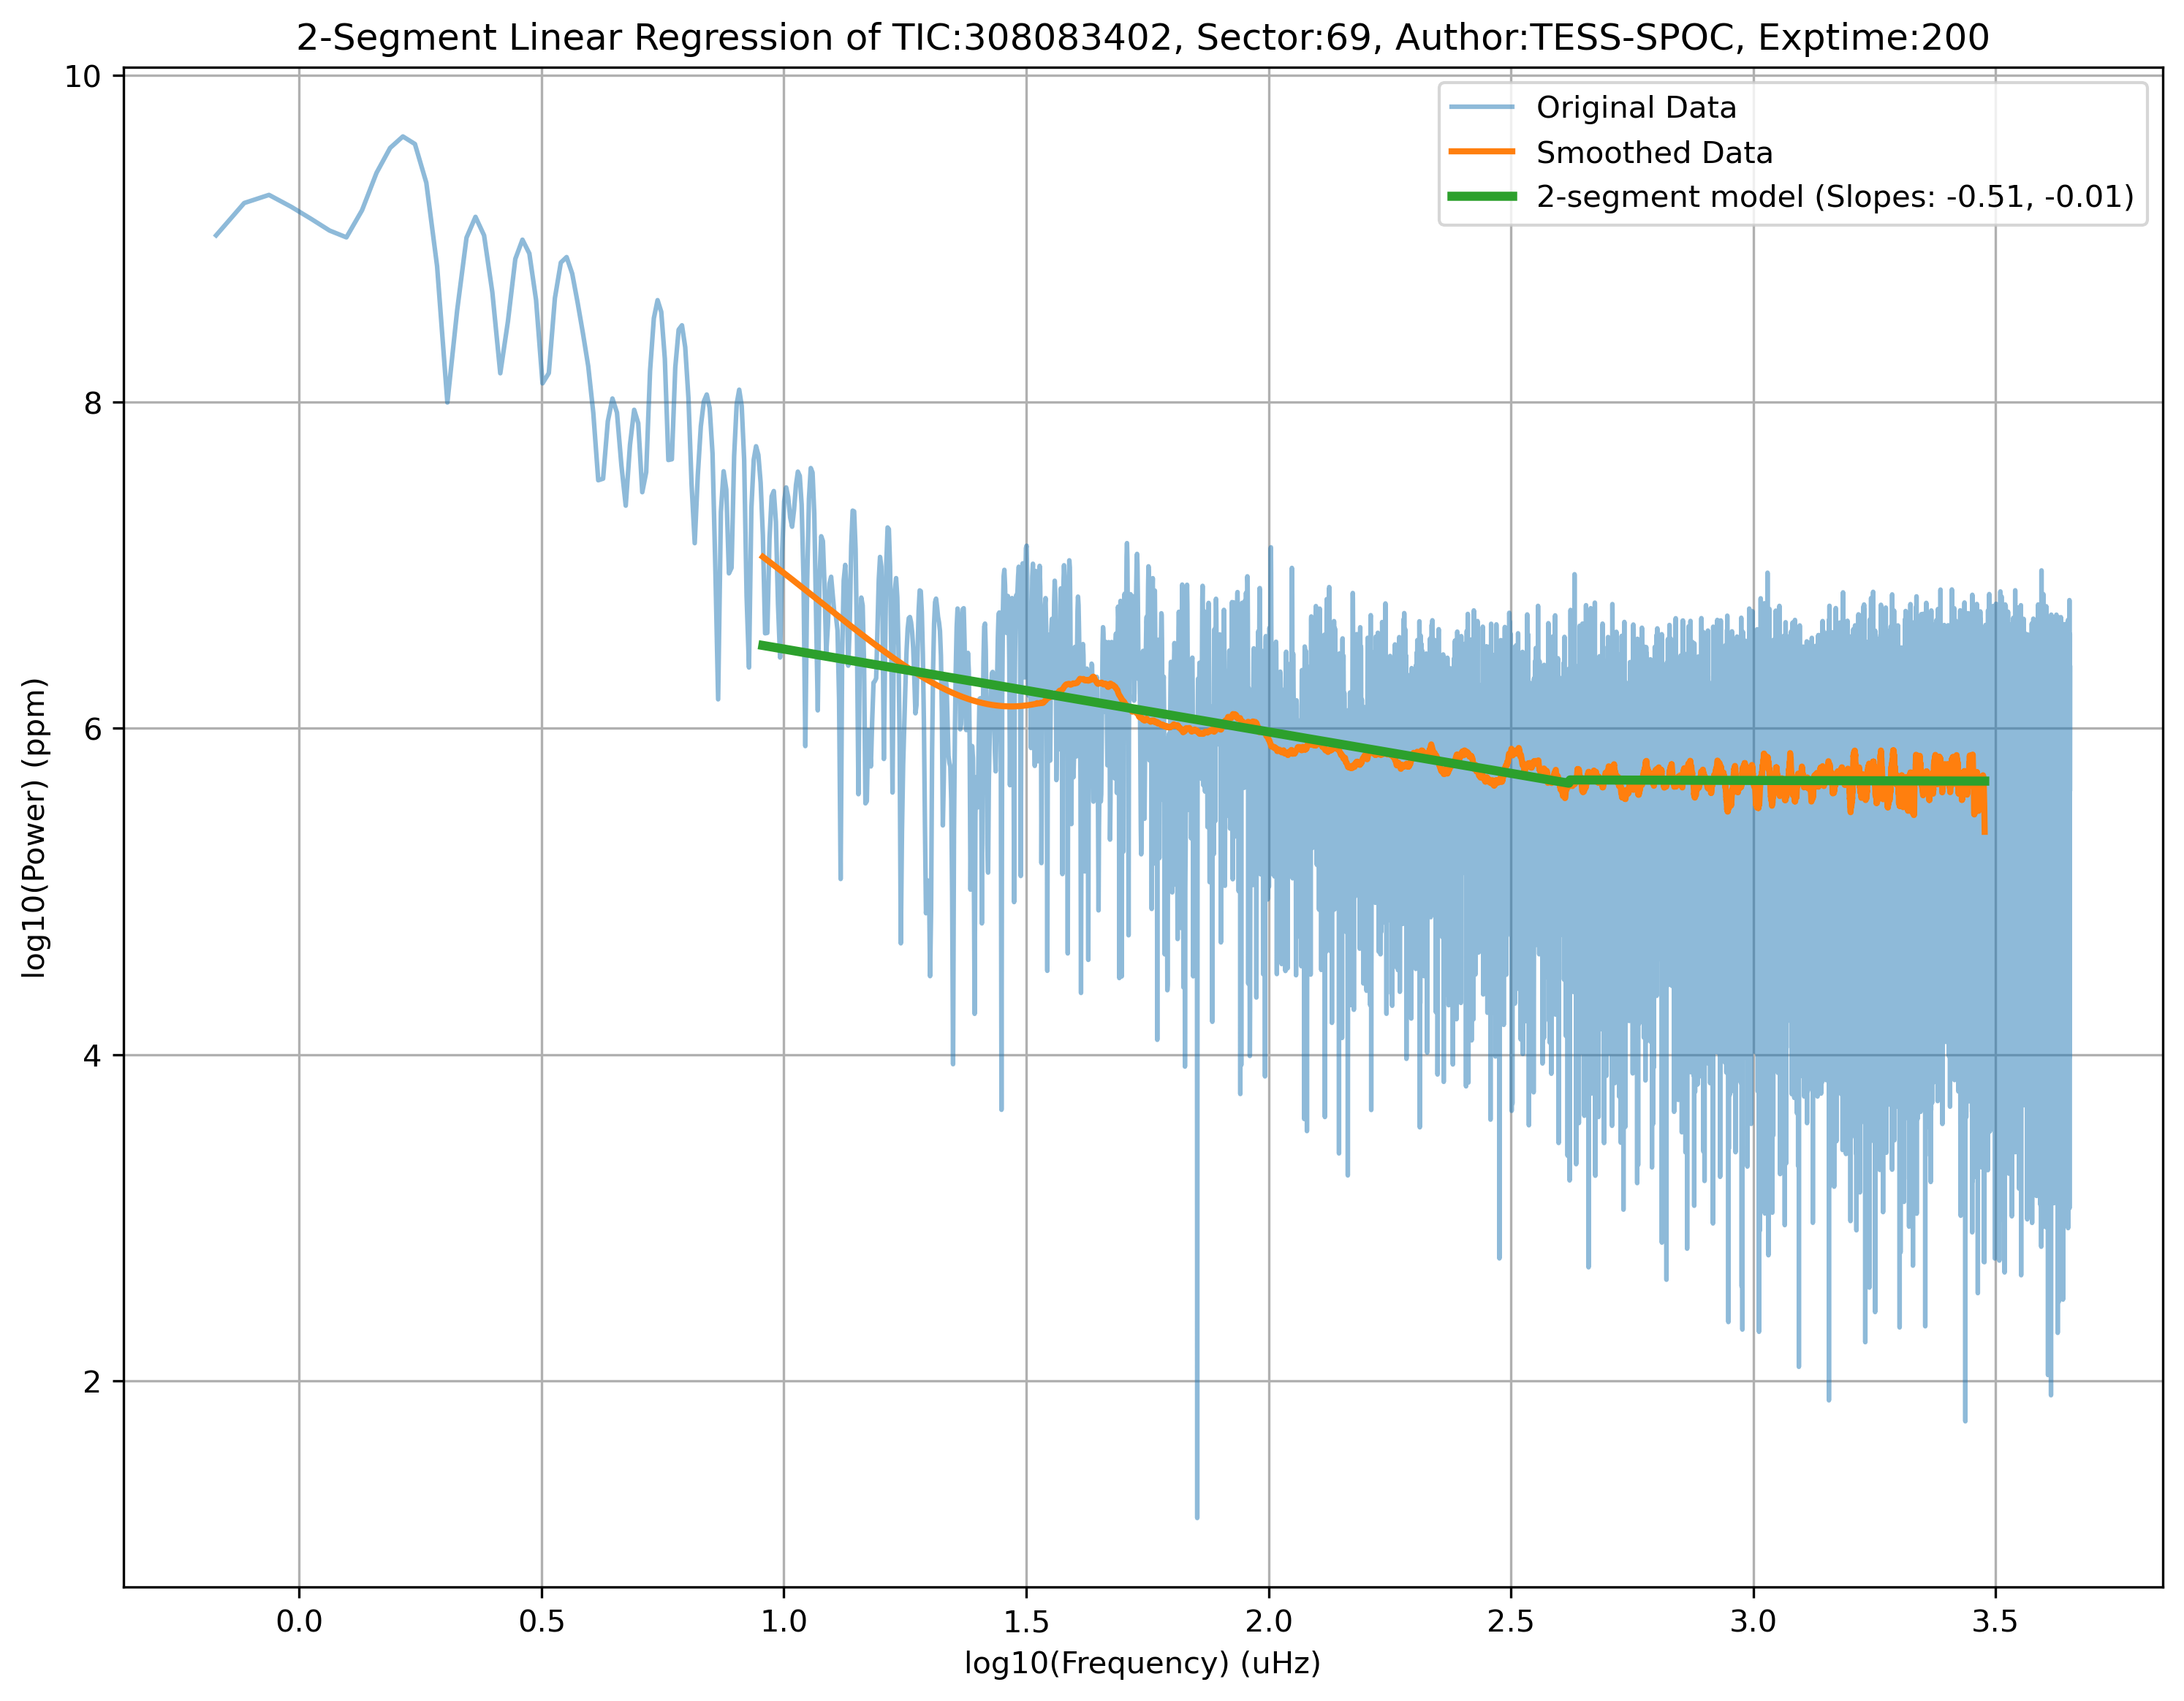 2-Segment Linear Regression of TIC:308083402, Sector:69, Author:TESS-SPOC, Exptime:200
Original Data
Smoothed Data
2-segment model (Slopes: -0.51, -0.01)
log10(Power) (ppm)
10
8
6
4
2
0.0 0.5 1.0 1.5 2.0 2.5 3.0 3.5
log10(Frequency) (uHz)